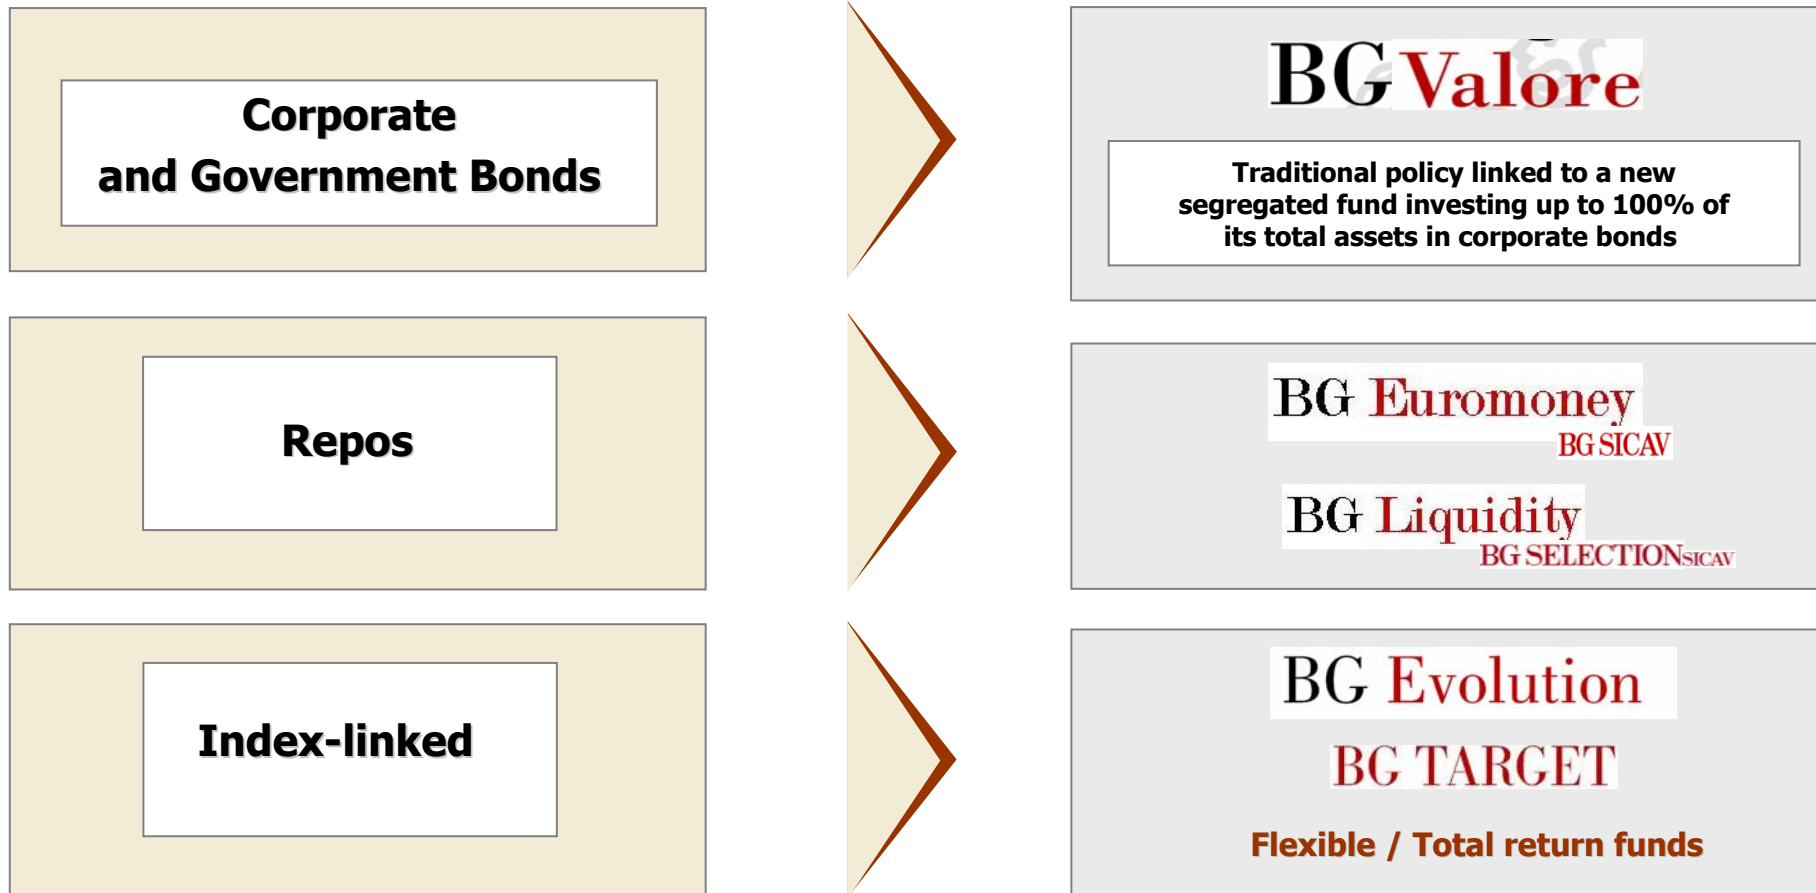 Corporate
and Government Bonds
BG Valore
Traditional policy linked to a new
segregated fund investing up to 100% of
its total assets in corporate bonds
Repos
BG Euromoney
BG SICAV
BG Liquidity
BG SELECTIONSICAV
Index-linked
BG Evolution
BG TARGET
Flexible / Total return funds